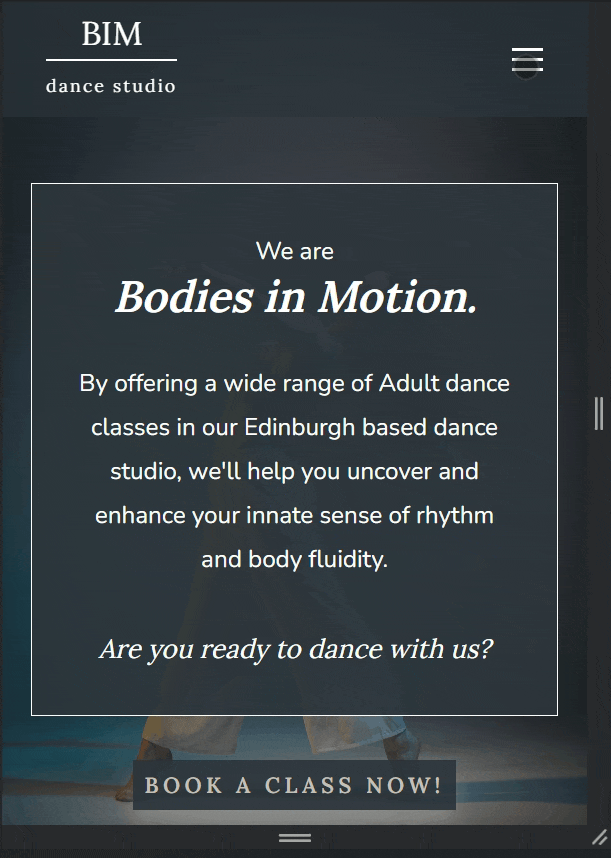 BIM
dance studio
We are
Bodies in Motion.
By offering a wide range of Adult dance
classes in our Edinburgh based dance
studio, we'll help you uncover and
enhance your innate sense of rhythm
and body fluidity.
Are you ready to dance with us?
BOOK A CLASS NOW!